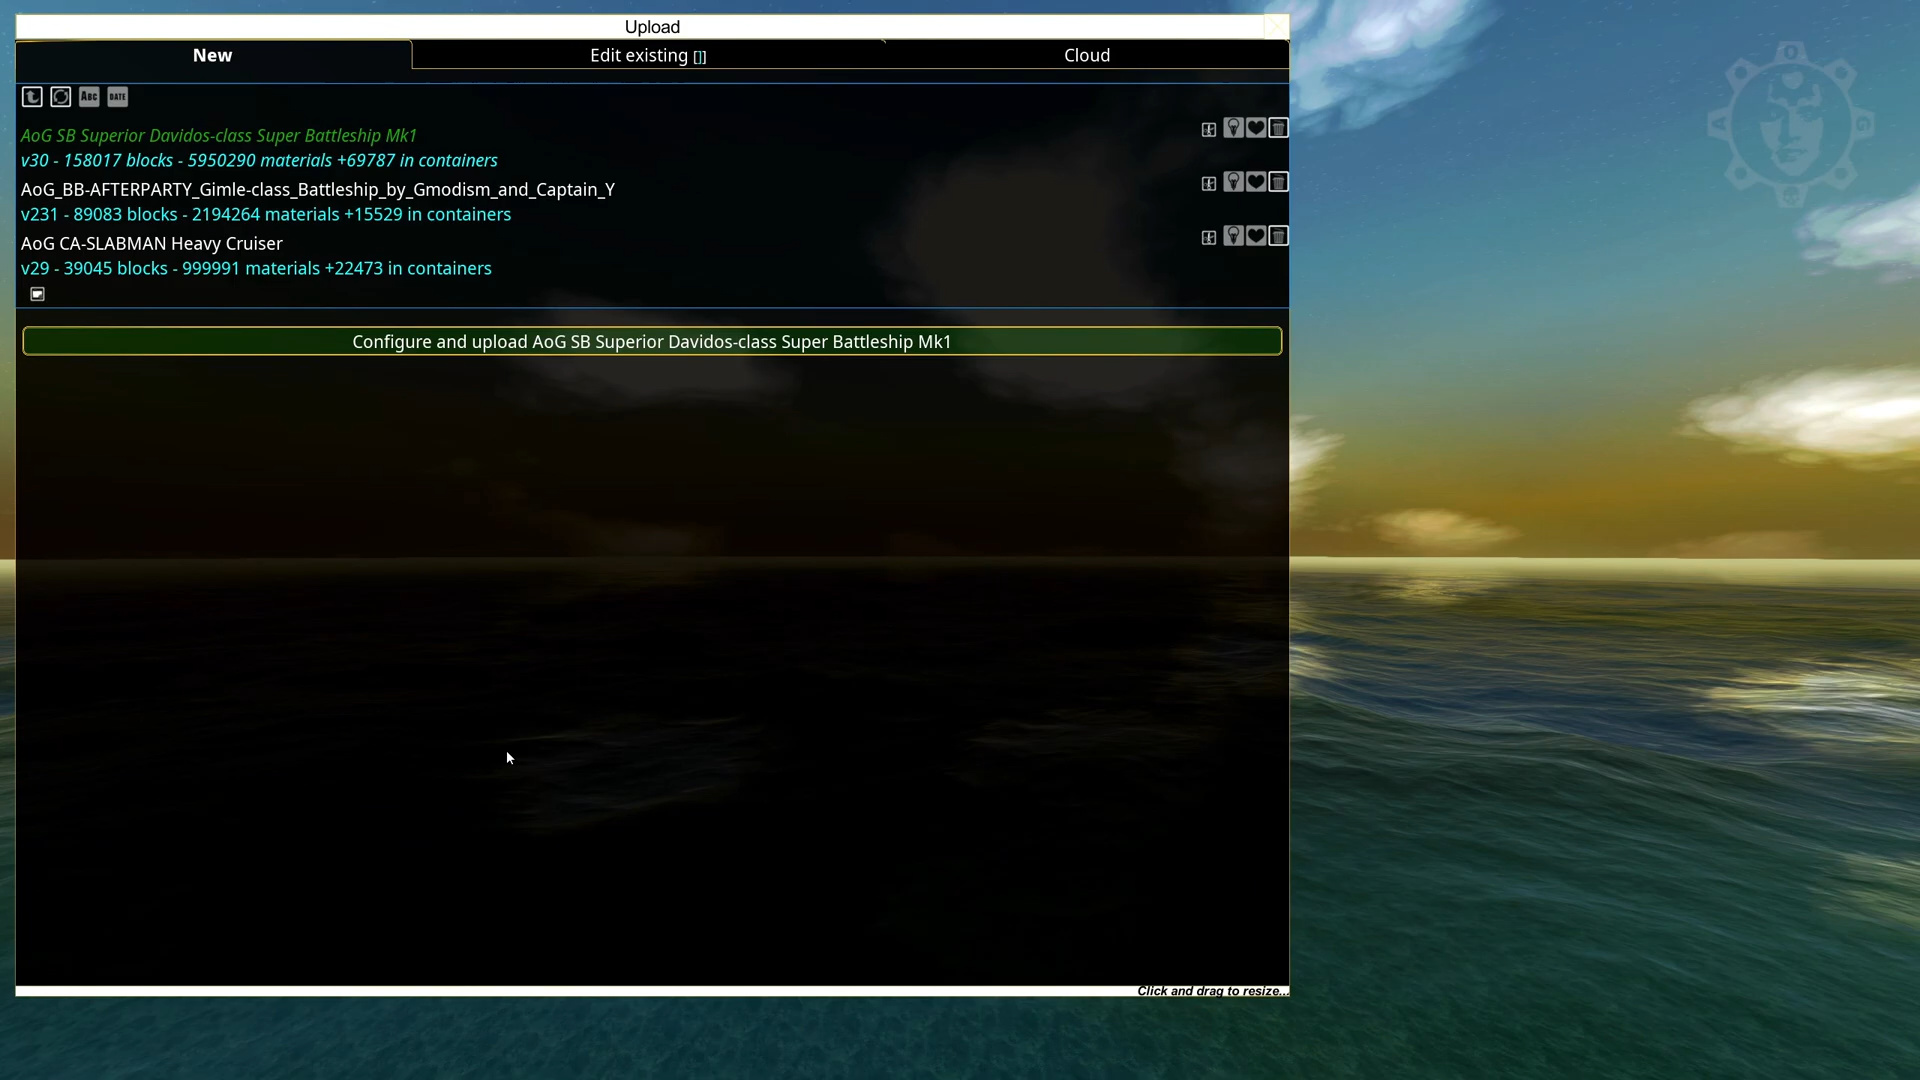 Upload
New
Edit existing []
Cloud
ABC
DATE
AoG SB Superior Davidos-class Super Battleship Mk1
v30 - 158017 blocks - 5950290 materials +69787 in containers
AoG_BB-AFTERPARTY_Gimle-class_Battleship_by_Gmodism_and_Captain_Y
v231 - 89083 blocks - 2194264 materials +15529 in containers
AoG CA-SLABMAN Heavy Cruiser
v29 - 39045 blocks - 999991 materials +22473 in containers
Configure and upload AoG SB Superior Davidos-class Super Battleship Mk1
Click and drag to resize...
A O G